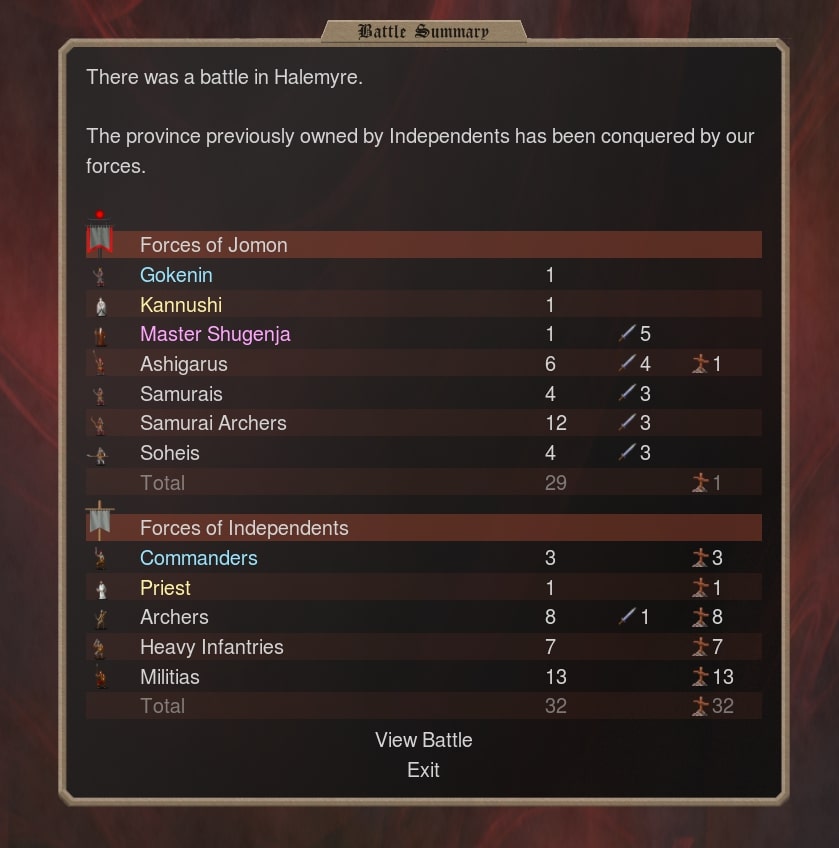 Battle Summary
There was a battle in Halemyre.
The province previously owned by Independents has been conquered by our
forces.
Forces of Jomon
Gokenin 1
Kannushi 1
Master Shugenja 1 5
Ashigarus 6 4 1
Samurais 4 3
Samurai Archers 12 3
Soheis 4 3
Total 29 1
Forces of Independents
Commanders 3 3
Priest 1 1
Archers 8 1 8
Heavy Infantries 7 7
Militias 13 13
Total 32 32
View Battle
Exit